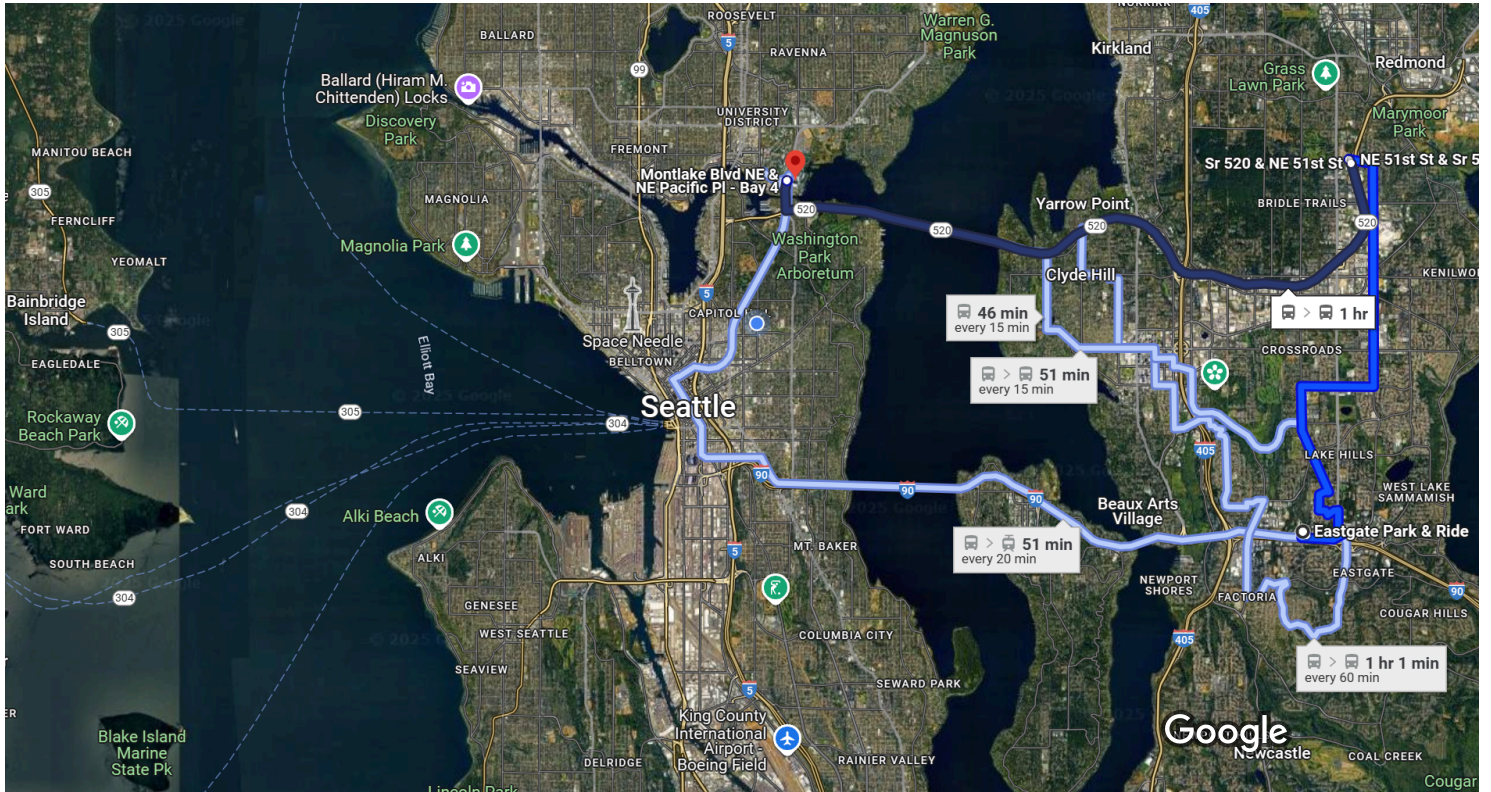 ROOSEVELT
NORKIRK
405
BALLARD
5
RAVENNA
Warren G.
Magnuson
Park
Kirkland
Redmond
99
Grass
Lawn Park
Ballard (Hiram M.
Chittenden) Locks
Discovery
Park
UNIVERSITY
DISTRICT
Marymoor
Park
MANITOU BEACH
FREMONT
Montlake Blvd NE &
NE Pacific Pl - Bay 4
Sr 520 & NE 51st St
NE 51st St & Sr 5
305
MAGNOLIA
520
Yarrow Point
BRIDLE TRAILS
FERNCLIFF
520
520
520
Magnolia Park
Washington
Park
Arboretum
YEOMALT
Clyde Hill
KENILWO
Bainbridge
Island
5
46 min
every 15 min
1 hr
CAPITOL
305
Space Needle
BELLTOWN
CROSSROADS
EAGLEDALE
Elliott Bay
51 min
every 15 min
Rockaway
Beach Park
305
Seattle
304
405
LAKE HILLS
90
90
90
WEST LAKE
SAMMAMISH
Ward
ark
304
Alki Beach
Beaux Arts
Village
FORT WARD
Eastgate Park & Ride
51 min
every 20 min
5
MT. BAKER
ALKI
SOUTH BEACH
EASTGATE
NEWPORT
SHORES
FACTORIA
90
304
GENESEE
COUGAR HILLS
WEST SEATTLE
COLUMBIA CITY
405
1 hr 1 min
every 60 min
SEAVIEW
SEWARD PARK
5
ER
King County
International
Airport -
Boeing Field
Google
Blake Island
Marine
State Pk
Newcastle
COAL CREEK
DELRIDGE
RAINIER VALLEY
Cougar
Lincoln Park